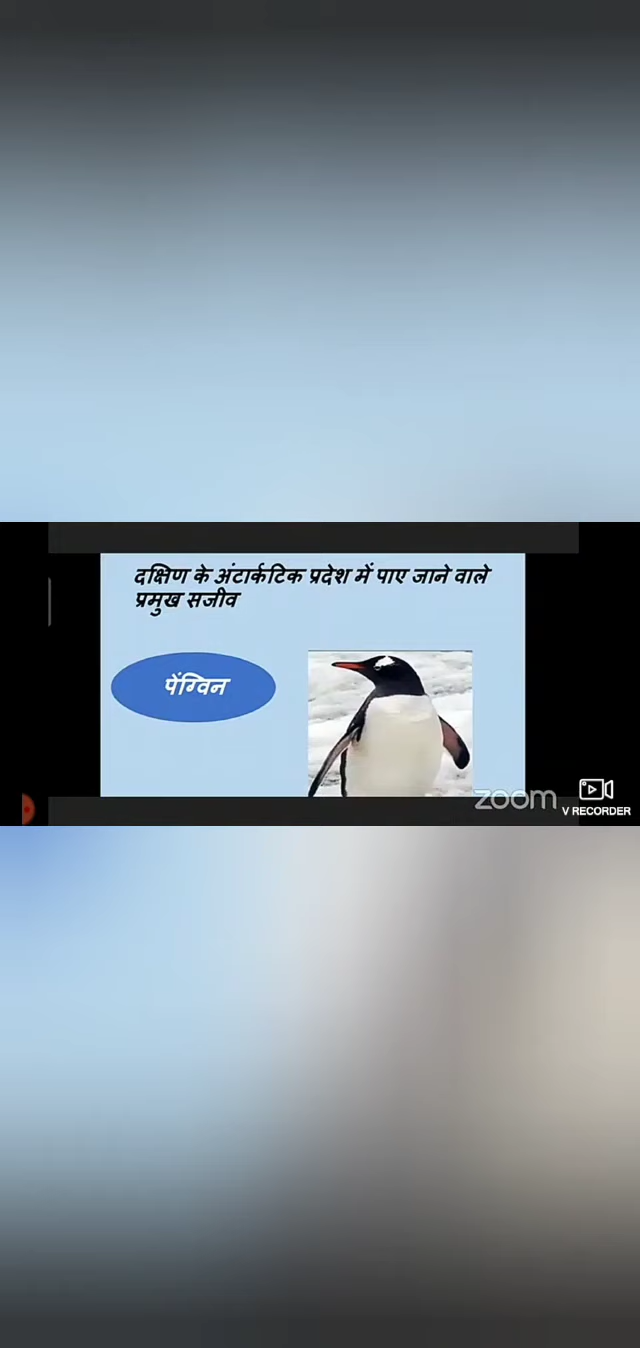 दक्षिण के अंटार्कटिक प्रदेश में पाए जाने वाले
प्रमुख सजीव
पेंग्विन
zoom
V RECORDER